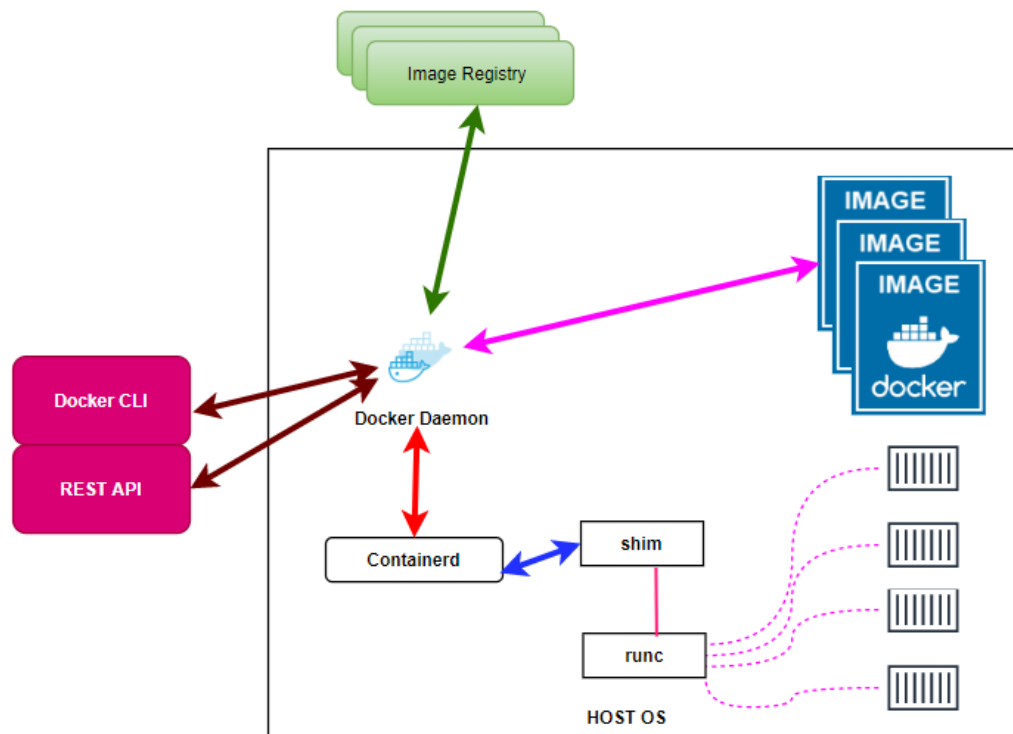 Image Registry
IMAGE
IMAGE
IMAGE
docker
Docker CLI
REST API
Docker Daemon
Containerd
shim
runc
HOST OS